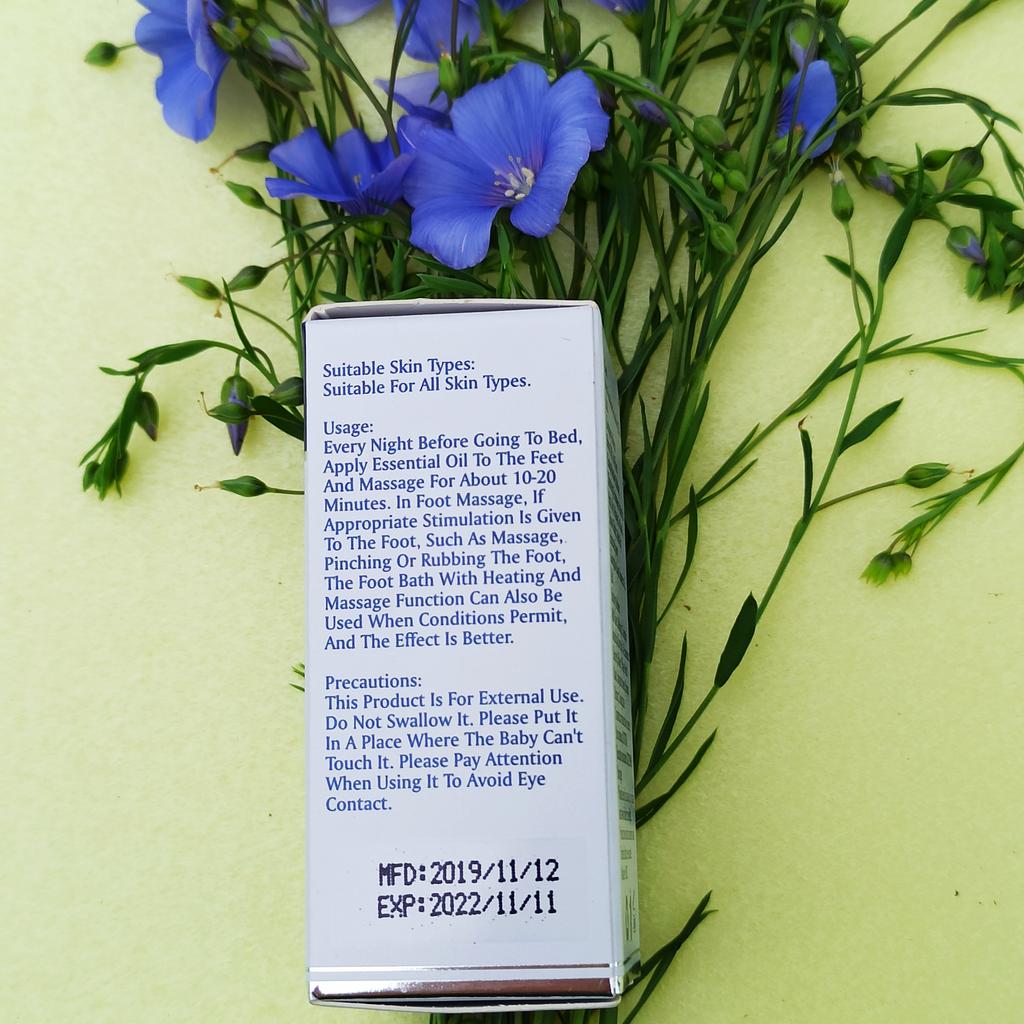 Suitable Skin Types:
Suitable For All Skin Types.
Usage:
Every Night Before Going To Bed,
Apply Essential Oil To The Feet
And Massage For About 10-20
Minutes. In Foot Massage, If
Appropriate Stimulation Is Given
To The Foot, Such As Massage,
Pinching Or Rubbing The Foot,
The Foot Bath With Heating And
Massage Function Can Also Be
Used When Conditions Permit,
And The Effect Is Better.
Precautions:
This Product Is For External Use.
Do Not Swallow It. Please Put It
In A Place Where The Baby Can't
Touch It. Please Pay Attention
When Using It To Avoid Eye
Contact.
MFD:2019/11/12
EXP:2022/11/11